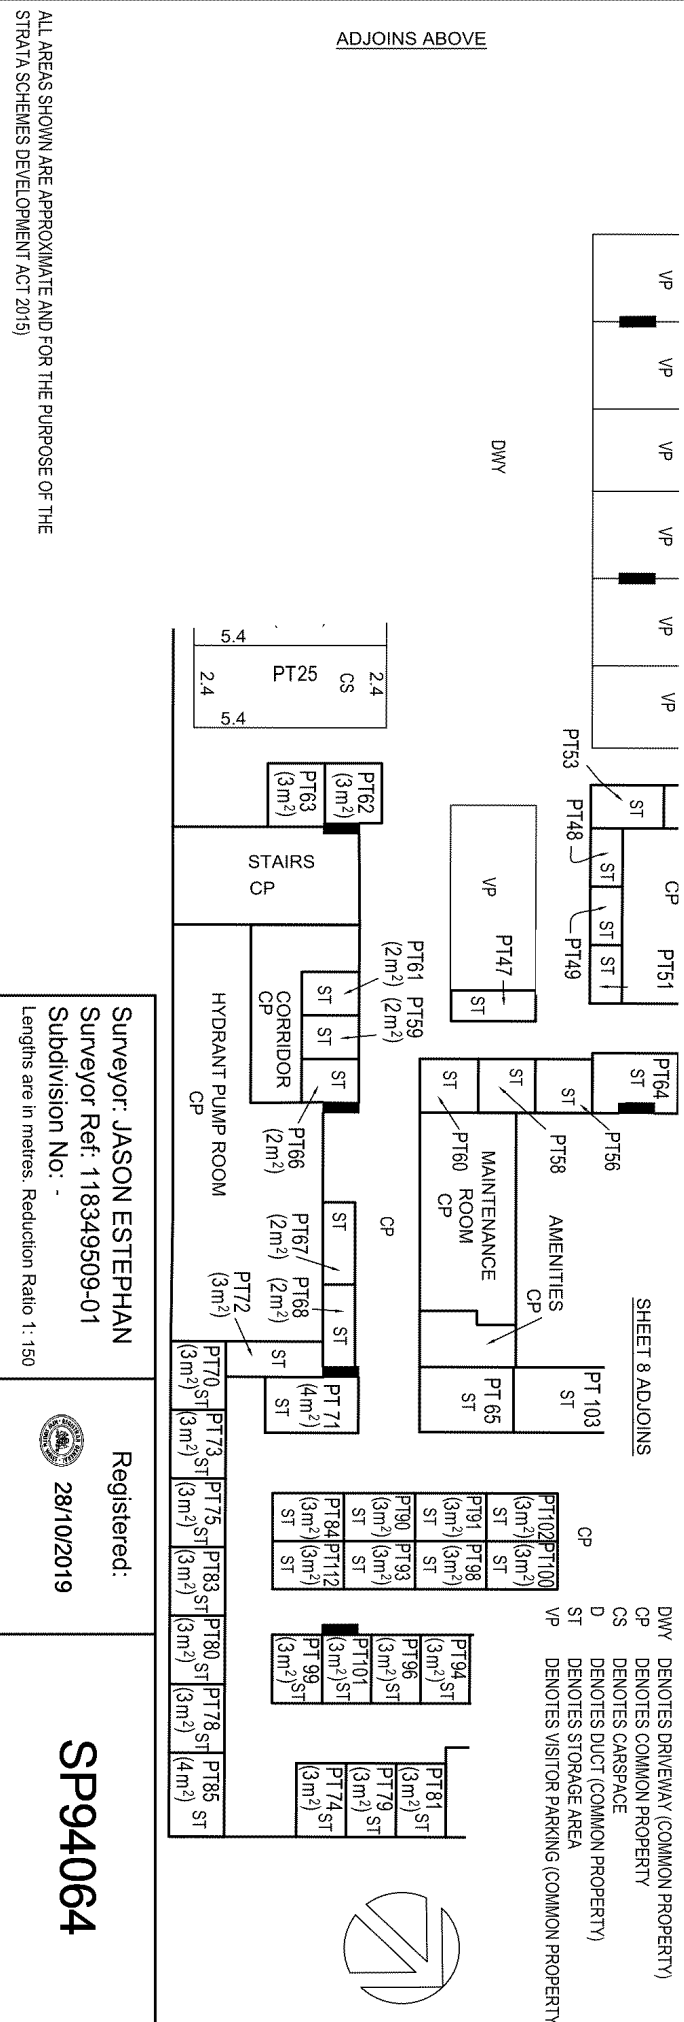 ADJOINS ABOVE
ALL AREAS SHOWN ARE APPROXIMATE AND FOR THE PURPOSE OF THE
STRATA SCHEMES DEVELOPMENT ACT 2015)
VP
VP
VP
VP
VP
VP
DWY
5.4
2.4
PT25
CS
2.4
5.4
PT53
ST
PT48
ST
CP
ST
PT49
PT51
ST
PT62
(3m²)
PT63
(3m²)
STAIRS
CP
VP
PT47
ST
PT61
(2m²)
ST
PT59
(2m²)
ST
CORRIDOR
CP
ST
PT66
(2m²)
HYDRANT PUMP ROOM
CP
PT64
ST
ST
PT56
ST
PT58
ST
PT60
MAINTENANCE
ROOM
CP
AMENITIES
CP
CP
ST
PT67
(2m²)
ST
PT68
(2m²)
PT72
(3m²)
ST
PT 71
(4m²)
ST
PT 65
ST
PT 103
ST
SHEET 8 ADJOINS
PT70
(3m²)ST
PT73
(3m²)ST
PT75
(3m²)ST
PT83
(3m²)ST
PT80
(3m²)ST
PT78
(3m²)ST
PT85
(4m²) ST
CP
PT102
(3m²)
ST
PT100
(3m²)
ST
PT91
(3m²)
ST
PT98
(3m²)
ST
PT90
(3m²)
ST
PT93
(3m²)
ST
PT84
(3m²)
ST
PT112
(3m²)
ST
PT94
(3m²)ST
PT96
(3m²)ST
PT101
(3m²)ST
PT 99
(3m²)ST
PT81
(3m²) ST
PT79
(3m²) ST
PT74
(3m²)ST
DWY DENOTES DRIVEWAY (COMMON PROPERTY)
CP DENOTES COMMON PROPERTY
CS DENOTES CARSPACE
D DENOTES DUCT (COMMON PROPERTY)
ST DENOTES STORAGE AREA
VP DENOTES VISITOR PARKING (COMMON PROPERTY
Surveyor: JASON ESTEPHAN
Surveyor Ref: 118349509-01
Subdivision No: -
Lengths are in metres. Reduction Ratio 1: 150
Registered:
28/10/2019
SP94064